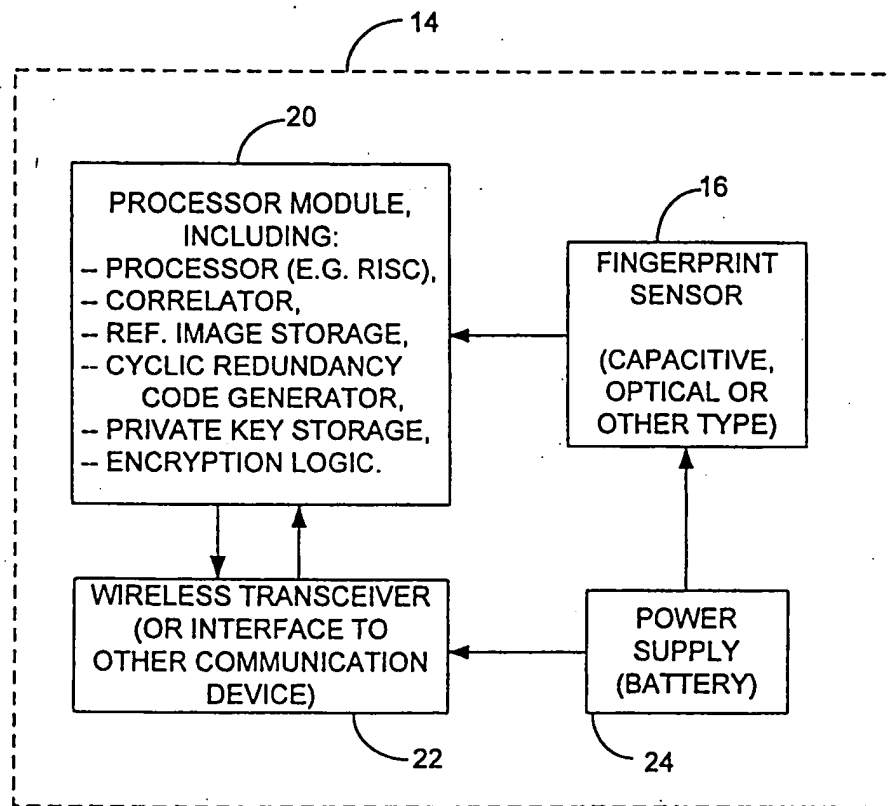 14
20
PROCESSOR MODULE,
INCLUDING:
-- PROCESSOR (E.G. RISC),
-- CORRELATOR,
-- REF. IMAGE STORAGE,
-- CYCLIC REDUNDANCY
CODE GENERATOR,
-- PRIVATE KEY STORAGE,
-- ENCRYPTION LOGIC.
16
FINGERPRINT
SENSOR
(CAPACITIVE,
OPTICAL OR
OTHER TYPE)
WIRELESS TRANSCEIVER
(OR INTERFACE TO
OTHER COMMUNICATION
DEVICE)
22
POWER
SUPPLY
(BATTERY)
24